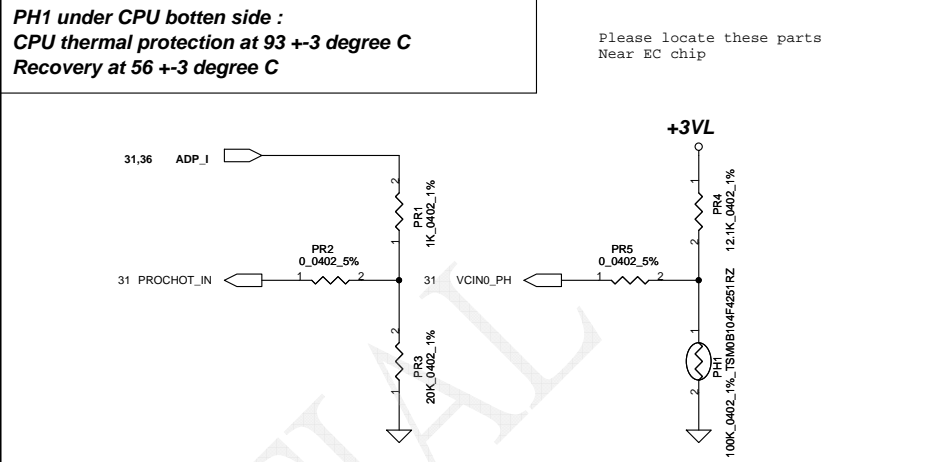 PH1 under CPU botten side :
CPU thermal protection at 93 +-3 degree C
Recovery at 56 +-3 degree C
Please locate these parts
Near EC chip
+3VL
31,36 ADP_I
2
PR1
1K_0402_1%
1
1
PR4
12.1K_0402_1%
2
PR2
0_0402_5%
31 PROCHOT_IN
1
2
PR5
0_0402_5%
31 VCIN0_PH
1
2
2
PR3
20K_0402_1%
1
1
PH1
100K_0402_1%_TSM0B104F4251RZ
2
TIAL